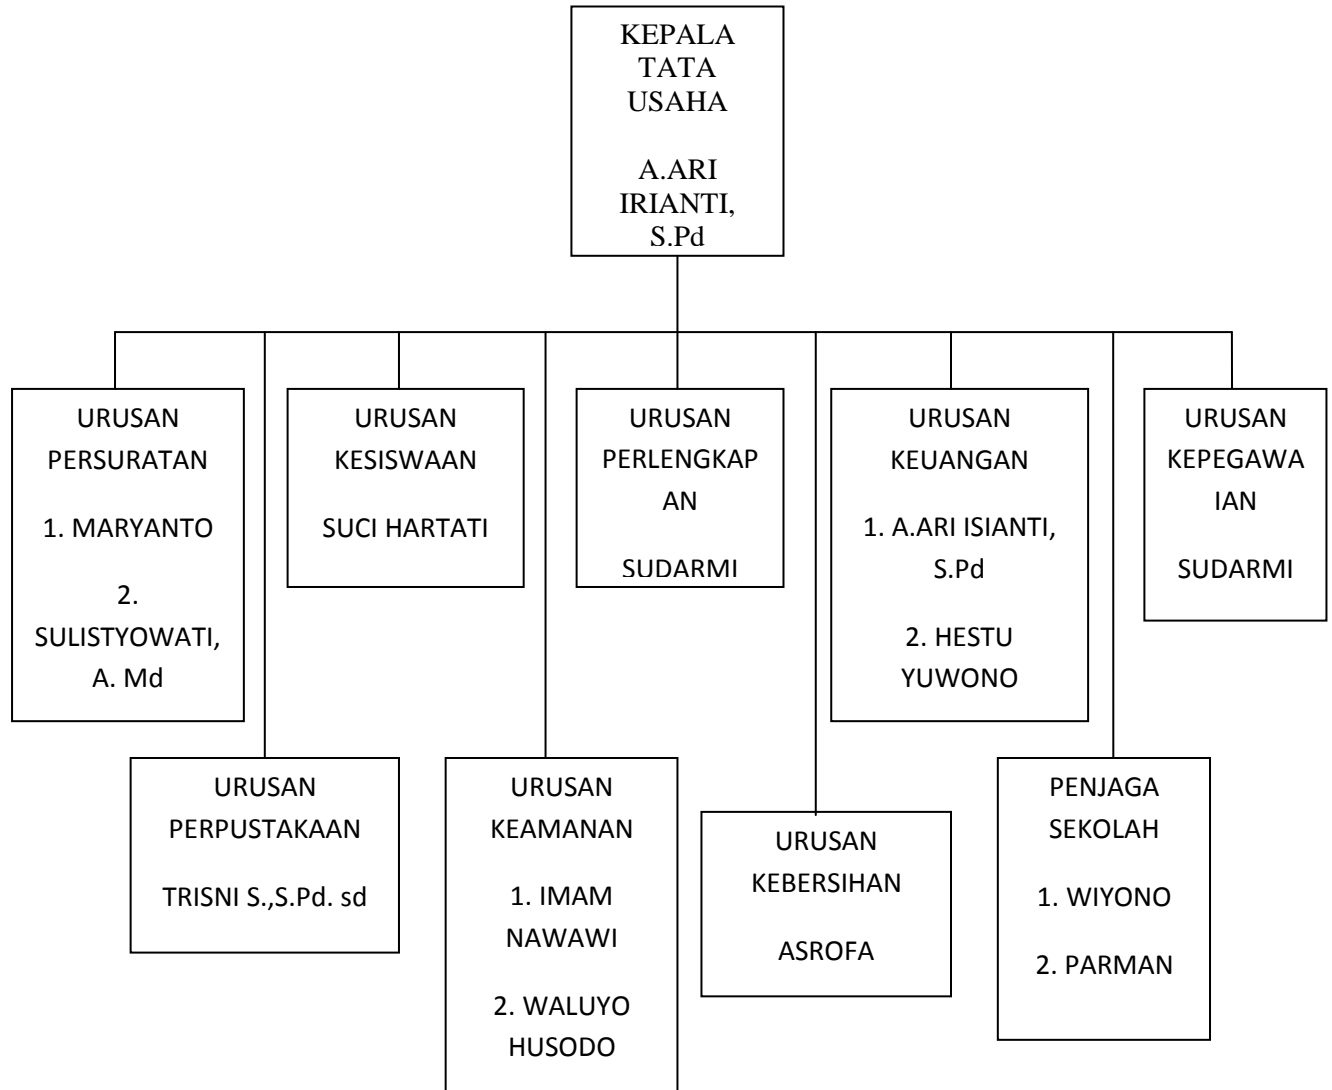 KEPALA
TATA
USAHA
A.ARI
IRIANTI,
S.Pd
URUSAN
PERSURATAN
1. MARYANTO
2.
SULISTYOWATI,
A. Md
URUSAN
KESISWAAN
SUCI HARTATI
URUSAN
PERLENGKAP
AN
SUDARMI
URUSAN
KEUANGAN
1. A.ARI ISIANTI,
S.Pd
2. HESTU
YUWONO
URUSAN
KEPEGAWA
IAN
SUDARMI
URUSAN
PERPUSTAKAAN
TRISNI S.,S.Pd. sd
URUSAN
KEAMANAN
1. IMAM
NAWAWI
2. WALUYO
HUSODO
URUSAN
KEBERSIHAN
ASROFA
PENJAGA
SEKOLAH
1. WIYONO
2. PARMAN